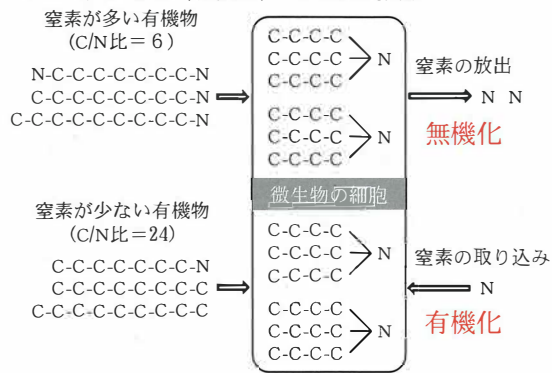 窒素が多い有機物
(C/N比=6)
N-C-C-C-C-C-C-C-N
C-C-C-C-C-C-C-N
C-C-C-C-C-C-C-C-N
C-C-C-C
C-C-C-C
C-C-C-C
N
C-C-C-C
C-C-C-C
C-C-C-C
N
窒素の放出
N N
無機化
微生物の細胞
窒素が少ない有機物
(C/N比=24)
C-C-C-C-C-C-C-N
C-C-C-C-C-C-C-C
C-C-C-C-C-C-C-C-C
C-C-C-C
C-C-C-C
C-C-C-C
N
C-C-C-C
C-C-C-C
C-C-C-C
N
窒素の取り込み
N
有機化